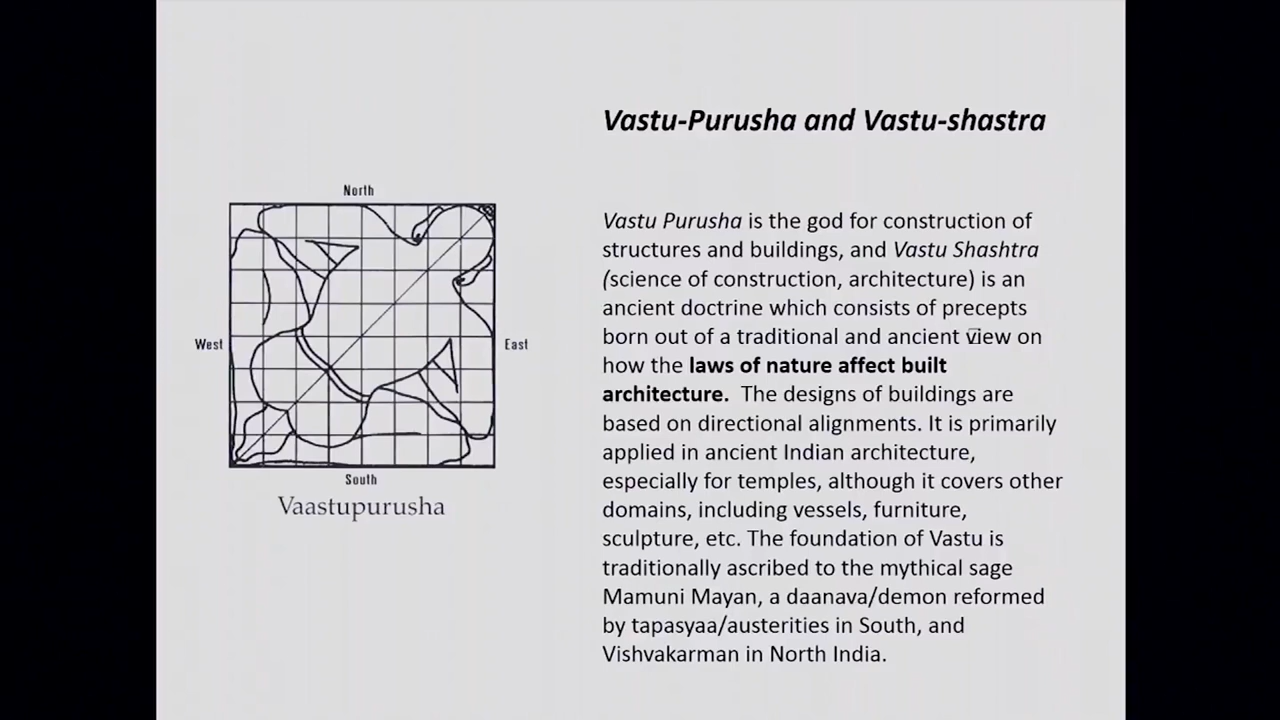 Vastu-Purusha and Vastu-shastra
North
West
East
South
Vaastupurusha
Vastu Purusha is the god for construction of
structures and buildings, and Vastu Shashtra
(science of construction, architecture) is an
ancient doctrine which consists of precepts
born out of a traditional and ancient view on
how the laws of nature affect built
architecture. The designs of buildings are
based on directional alignments. It is primarily
applied in ancient Indian architecture,
especially for temples, although it covers other
domains, including vessels, furniture,
sculpture, etc. The foundation of Vastu is
traditionally ascribed to the mythical sage
Mamuni Mayan, a daanava/demon reformed
by tapasyaa/austerities in South, and
Vishvakarman in North India.